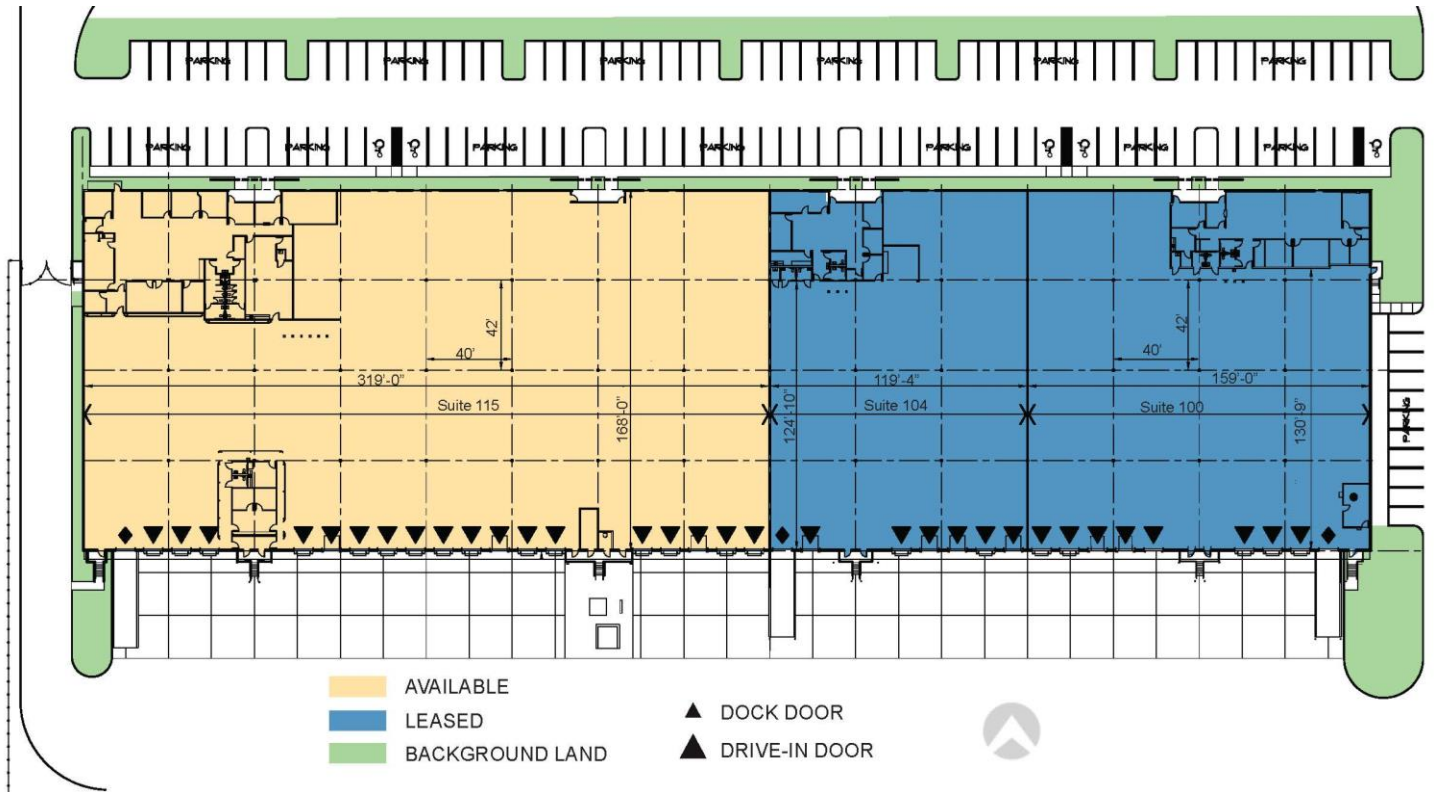 PARKING PARKING PARKING PARKING PARKING PARKING
PARKING PARKING PARKING PARKING PARKING PARKING PARKING
42'
42'
40'
40'
319'-0"
119'-4"
159'-0"
Suite 115
Suite 104
Suite 100
168'-0"
124'-10"
130'-9"
PARKING
AVAILABLE
LEASED
BACKGROUND LAND
DOCK DOOR
DRIVE-IN DOOR